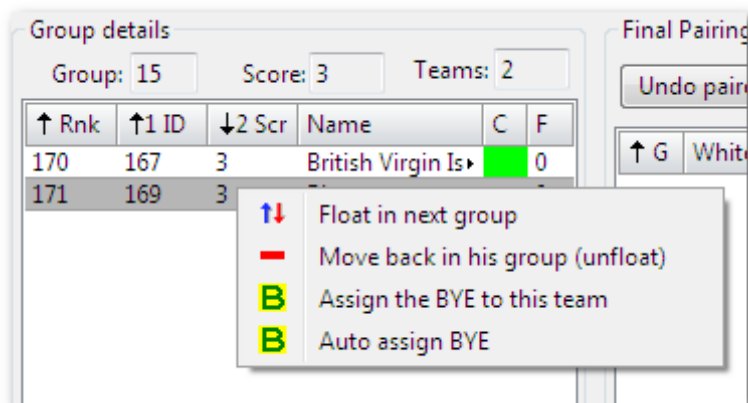 Group details
Group: 15 Score: 3 Teams: 2
Rnk 1 ID 2 Scr Name C F
170 167 3 British Virgin Is 0
171 169 3
Float in next group
Move back in his group (unfloat)
Assign the BYE to this team
Auto assign BYE
Final Pairing
Undo paire
G White